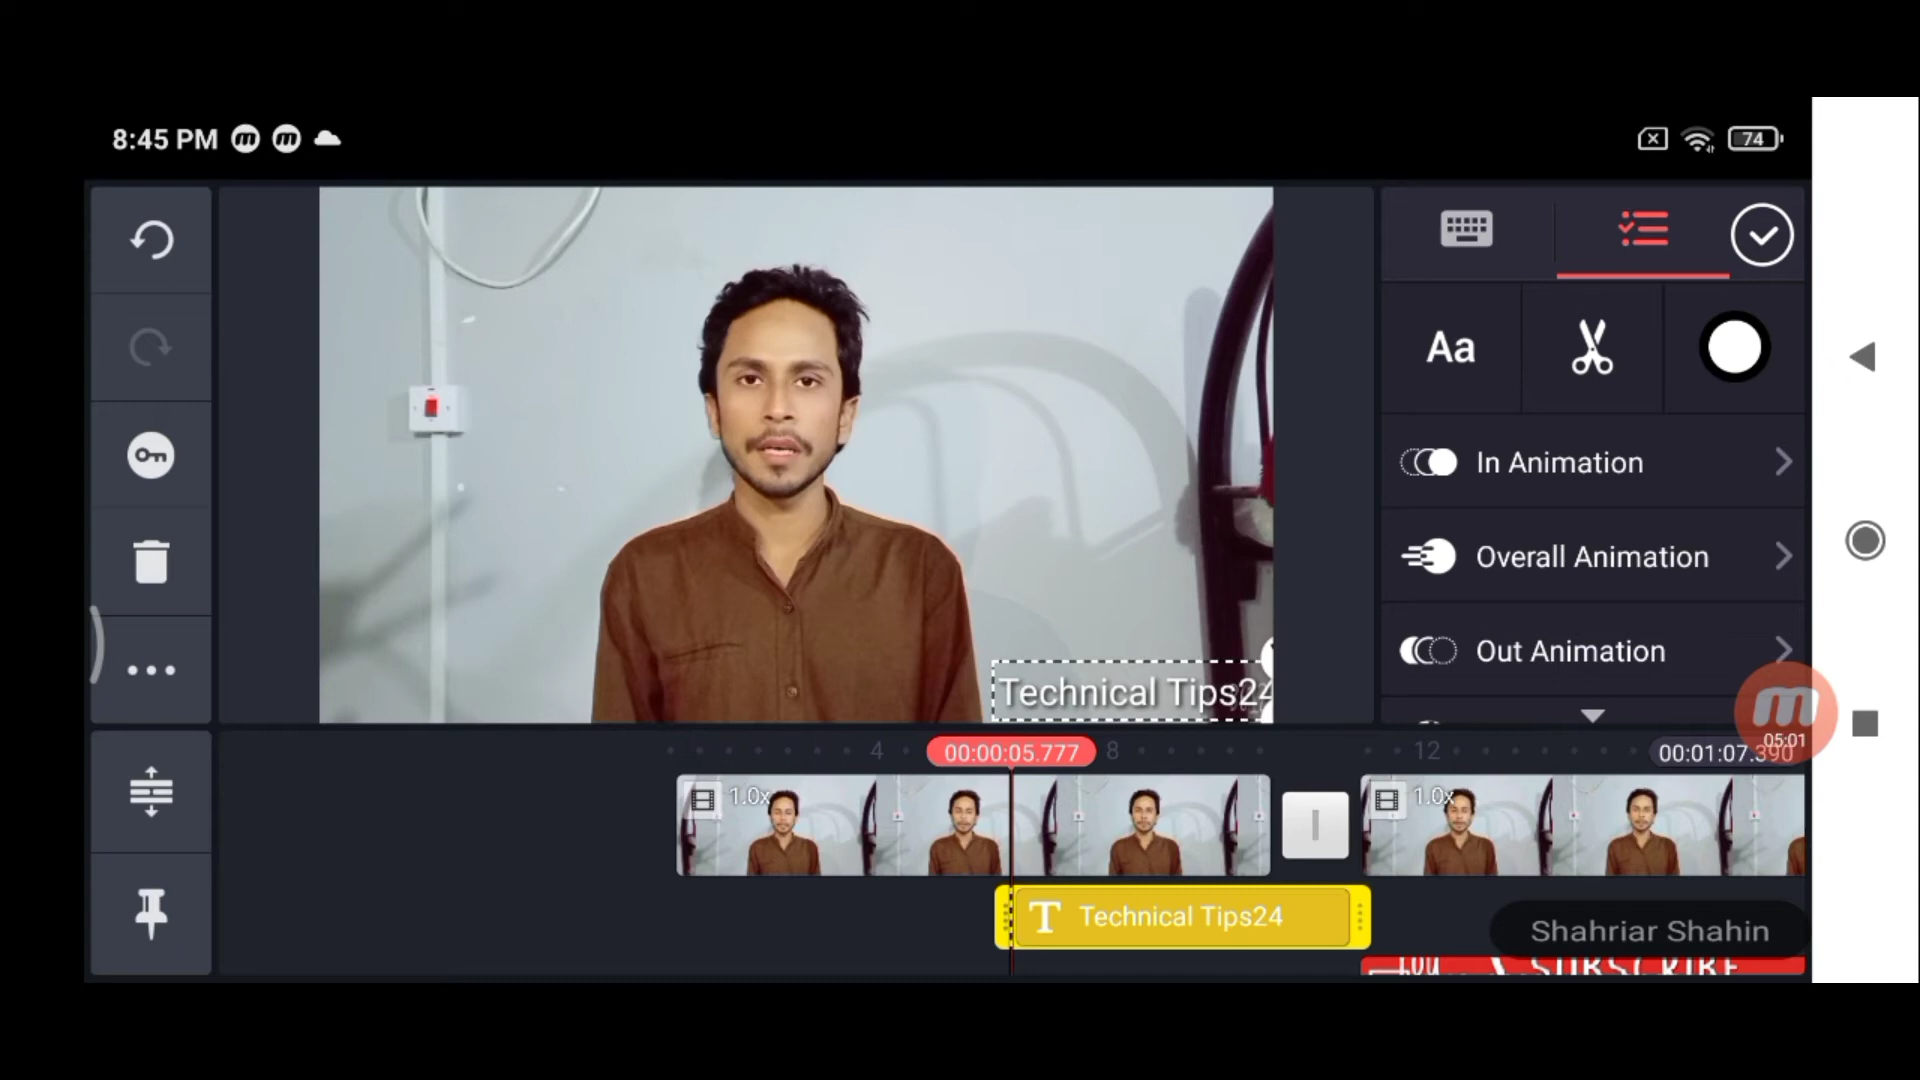 8:45 PM
74
Aa
In Animation
Overall Animation
Out Animation
Technical Tips24
05:01
4
00:00:05.777
8
12
00:01:07.390
1.0x
1.0x
T Technical Tips24
Shahriar Shahin
SUBSCRIBE